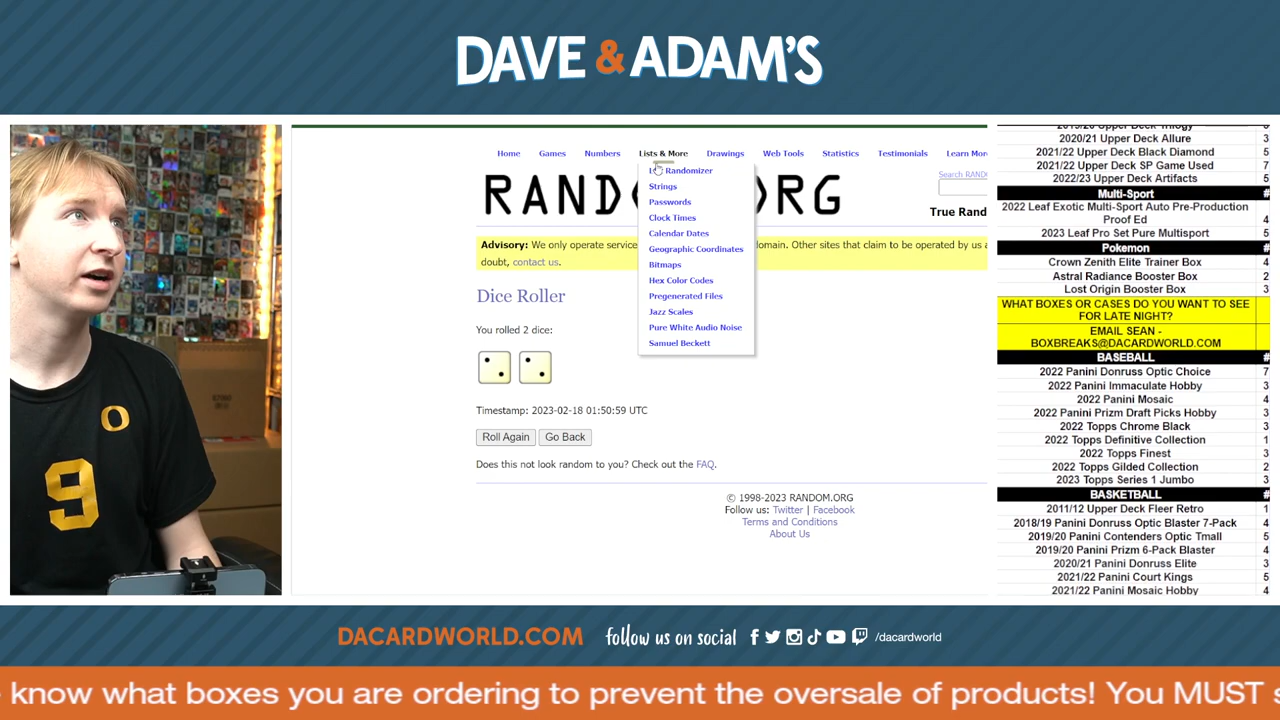 DAVE & ADAM'S
Home Games Numbers Lists & More Drawings Web Tools Statistics Testimonials Learn More
Randomizer
Strings
Passwords
Clock Times
Calendar Dates
Geographic Coordinates
Bitmaps
Hex Color Codes
Pregenerated Files
Jazz Scales
Pure White Audio Noise
Samuel Beckett
Search RAND
RAND ORG
True Rand
Advisory: We only operate service omain. Other sites that claim to be operated by us a
doubt, contact us.
Dice Roller
You rolled 2 dice:
Timestamp: 2023-02-18 01:50:59 UTC
Roll Again Go Back
Does this not look random to you? Check out the FAQ.
© 1998-2023 RANDOM.ORG
Follow us: Twitter | Facebook
Terms and Conditions
About Us
O
9
2019/20 Upper Deck Trilogy 3
2020/21 Upper Deck Allure 3
2021/22 Upper Deck Black Diamond 5
2021/22 Upper Deck SP Game Used 7
2022/23 Upper Deck Artifacts 5
Multi-Sport #
2022 Leaf Exotic Multi-Sport Auto Pre-Production
Proof Ed 4
2023 Leaf Pro Set Pure Multisport 5
Pokemon #
Crown Zenith Elite Trainer Box 4
Astral Radiance Booster Box 2
Lost Origin Booster Box 3
WHAT BOXES OR CASES DO YOU WANT TO SEE
FOR LATE NIGHT?
EMAIL SEAN -
BOXBREAKS@DACARDWORLD.COM
BASEBALL #
2022 Panini Donruss Optic Choice 7
2022 Panini Immaculate Hobby 3
2022 Panini Mosaic 4
2022 Panini Prizm Draft Picks Hobby 3
2022 Topps Chrome Black 3
2022 Topps Definitive Collection 1
2022 Topps Finest 3
2022 Topps Gilded Collection 2
2023 Topps Series 1 Jumbo 3
BASKETBALL #
2011/12 Upper Deck Fleer Retro 1
2018/19 Panini Donruss Optic Blaster 7-Pack 4
2019/20 Panini Contenders Optic Tmall 5
2019/20 Panini Prizm 6-Pack Blaster 4
2020/21 Panini Donruss Elite 3
2021/22 Panini Court Kings 5
2021/22 Panini Mosaic Hobby 4
DACARDWORLD.COM follow us on social /dacardworld
know what boxes you are ordering to prevent the oversale of products! You MUST s